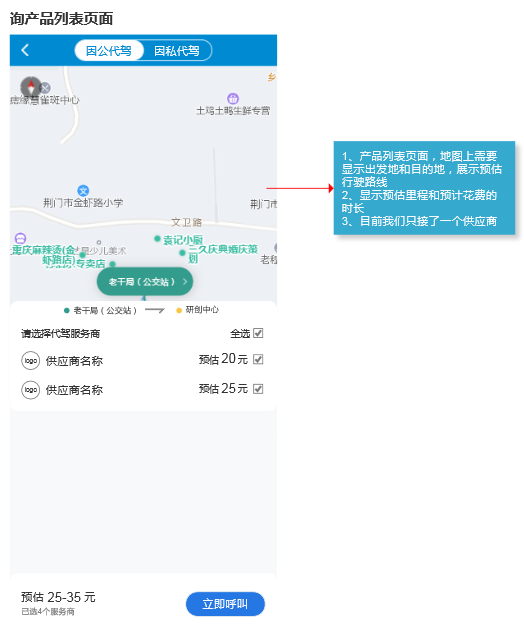 询产品列表页面
因公代驾 因私代驾
乡
痣缘慧雀斑中心
土鸡土鸭生鲜专营
荆门市金虾路小学
荆门市
文卫路
袁记小厨
重庆麻辣烫(金虾路店)
是少儿美术
二久庆典婚庆策划
老程
专卖店
老干局（公交站）
老干局（公交站） 研创中心
请选择代驾服务商 全选
logo 供应商名称 预估20元
logo 供应商名称 预估25元
预估 25-35 元
已选4个服务商
立即呼叫
1、产品列表页面，地图上需要
显示出发地和目的地，展示预估
行驶路线
2、显示预估里程和预计花费的
时长
3、目前我们只接了一个供应商